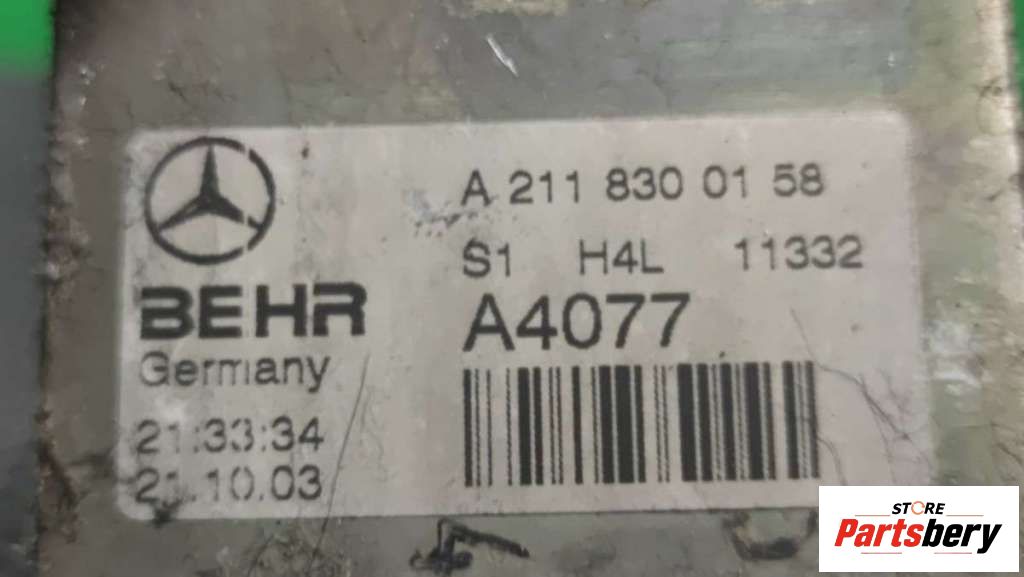 A 211 830 01 58
S1 H4L 11332
BEHR
A4077
Germany
21:33:34
21.10.03
STORE
Partsbery